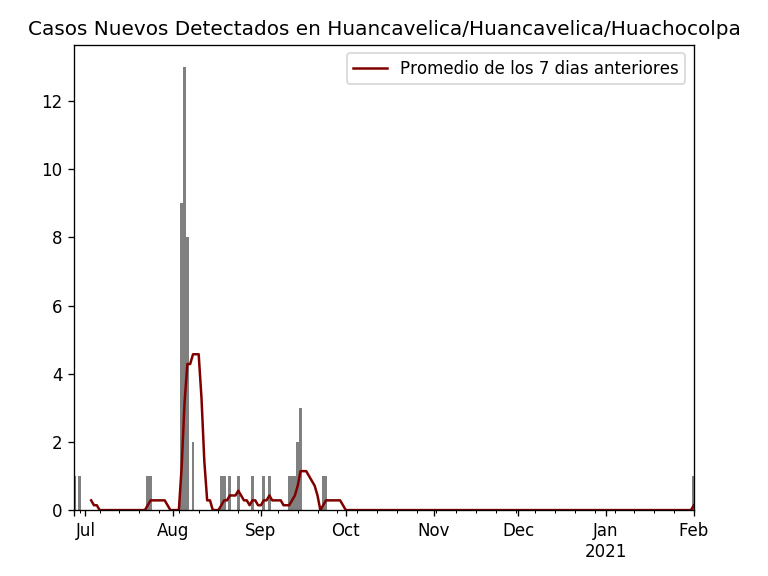 Casos Nuevos Detectados en Huancavelica/Huancavelica/Huachocolpa
Promedio de los 7 dias anteriores
12
10
8
6
4
2
0
Jul Aug Sep Oct Nov Dec Jan Feb
2021